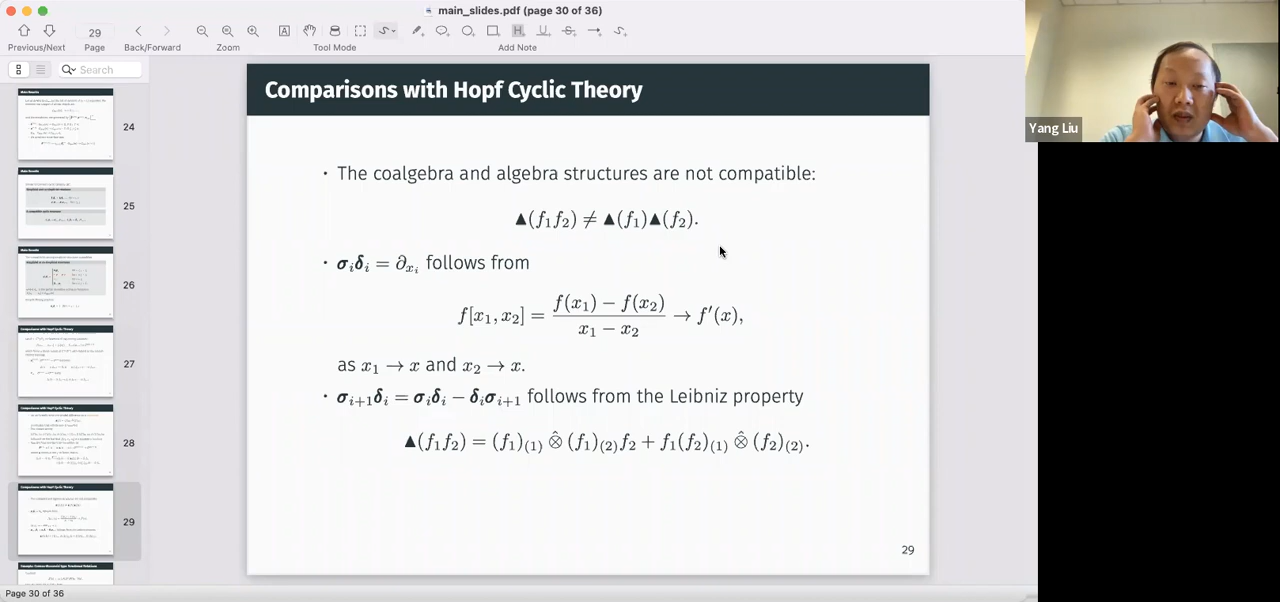 main_slides.pdf (page 30 of 36)
29
Previous/Next Page Back/Forward Zoom Tool Mode Add Note
Search
24
25
26
27
28
29
Page 30 of 36
Comparisons with Hopf Cyclic Theory
· The coalgebra and algebra structures are not compatible:
▲(f₁f₂) ≠ ▲(f₁)▲(f₂).
· σᵢδᵢ = ∂_{xᵢ} follows from
f[x₁, x₂] = (f(x₁) − f(x₂))/(x₁ − x₂) → f′(x),
as x₁ → x and x₂ → x.
· σᵢ₊₁δᵢ = σᵢδᵢ − δᵢσᵢ₊₁ follows from the Leibniz property
▲(f₁f₂) = (f₁)₍₁₎ ⊗̂ (f₁)₍₂₎f₂ + f₁(f₂)₍₁₎ ⊗̂ (f₂)₍₂₎.
29
Yang Liu